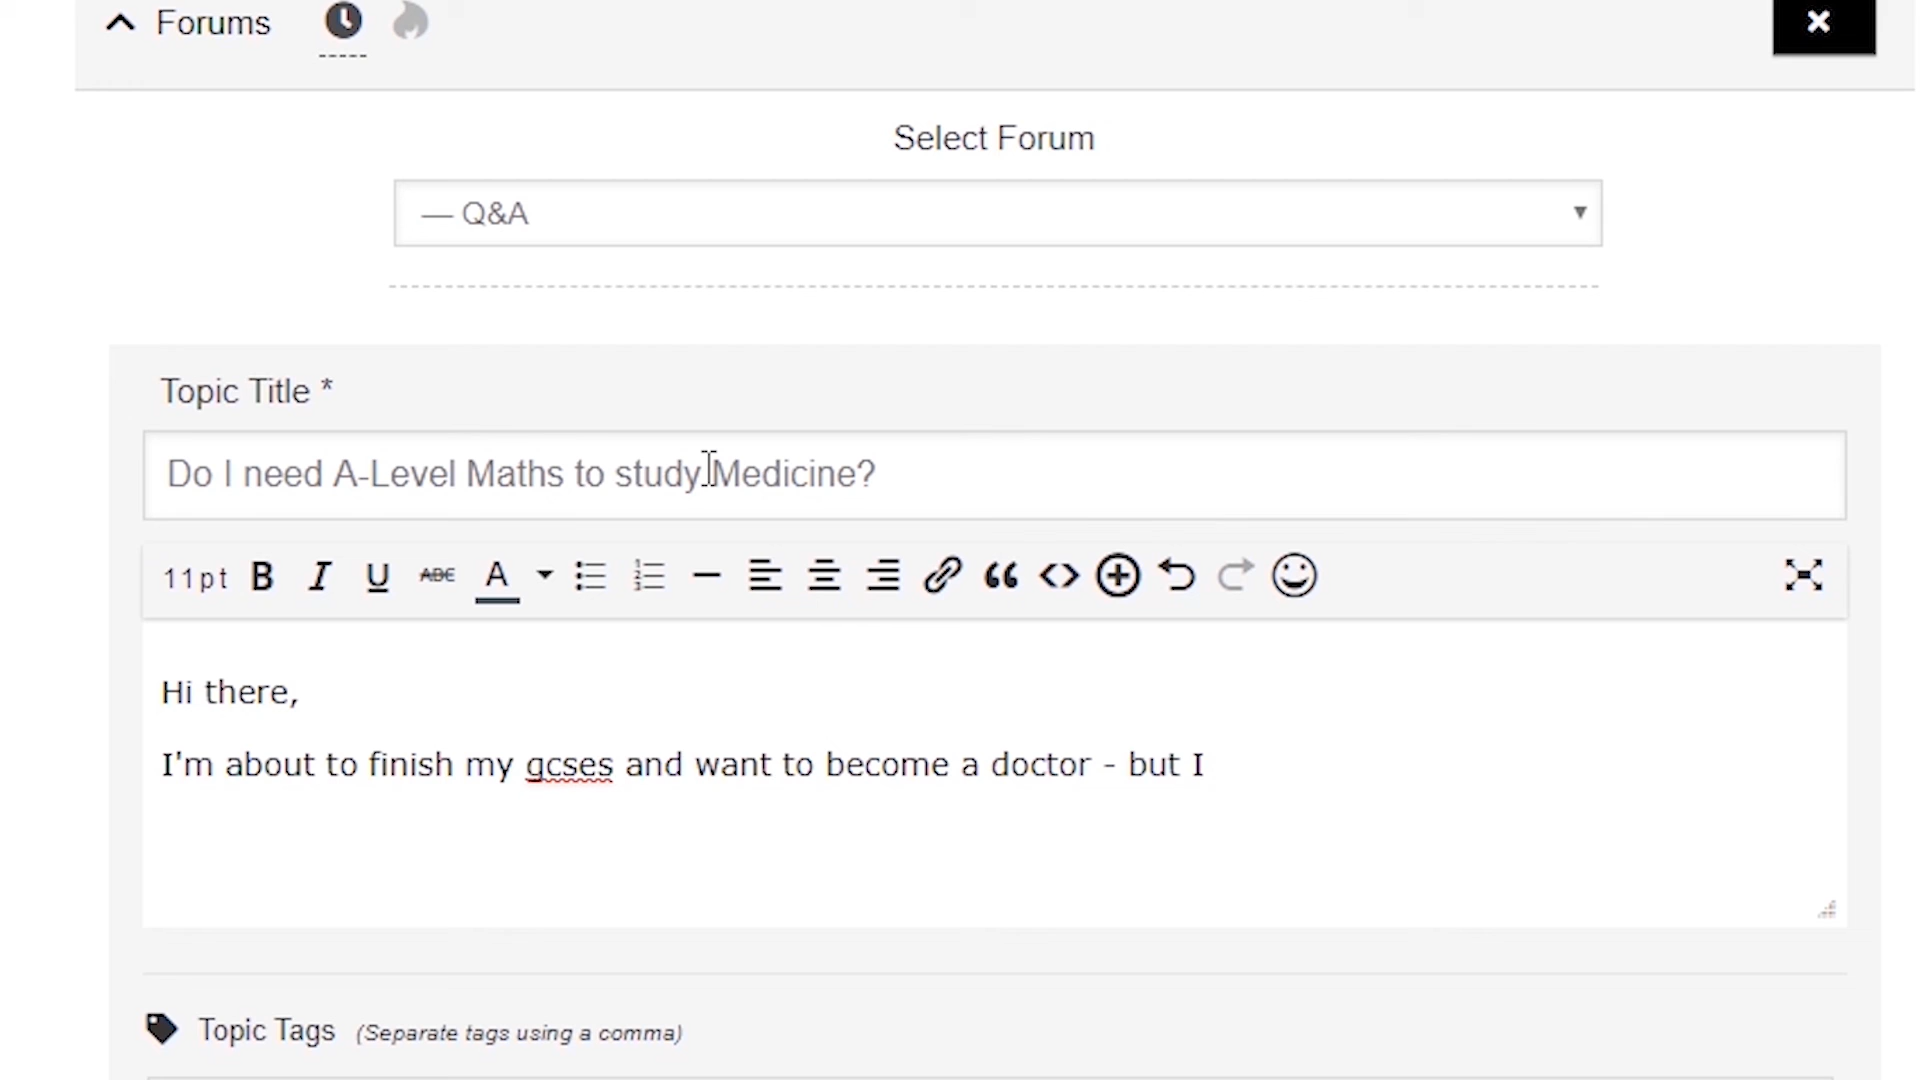 Forums
Select Forum
— Q&A
Topic Title *
Do I need A-Level Maths to study Medicine?
11pt B I U ABC A
Hi there,
I'm about to finish my gcses and want to become a doctor - but I
Topic Tags (Separate tags using a comma)